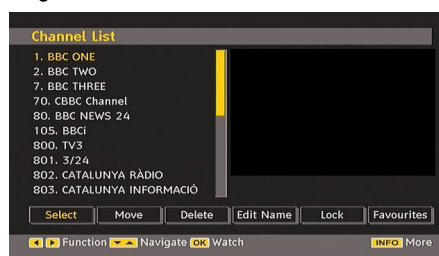 Channel List
1. BBC ONE
2. BBC TWO
7. BBC THREE
70. CBBC Channel
80. BBC NEWS 24
105. BBCi
800. TV3
801. 3/24
802. CATALUNYA RÀDIO
803. CATALUNYA INFORMACIÓ
Select Move Delete Edit Name Lock Favourites
Function Navigate OK Watch INFO More